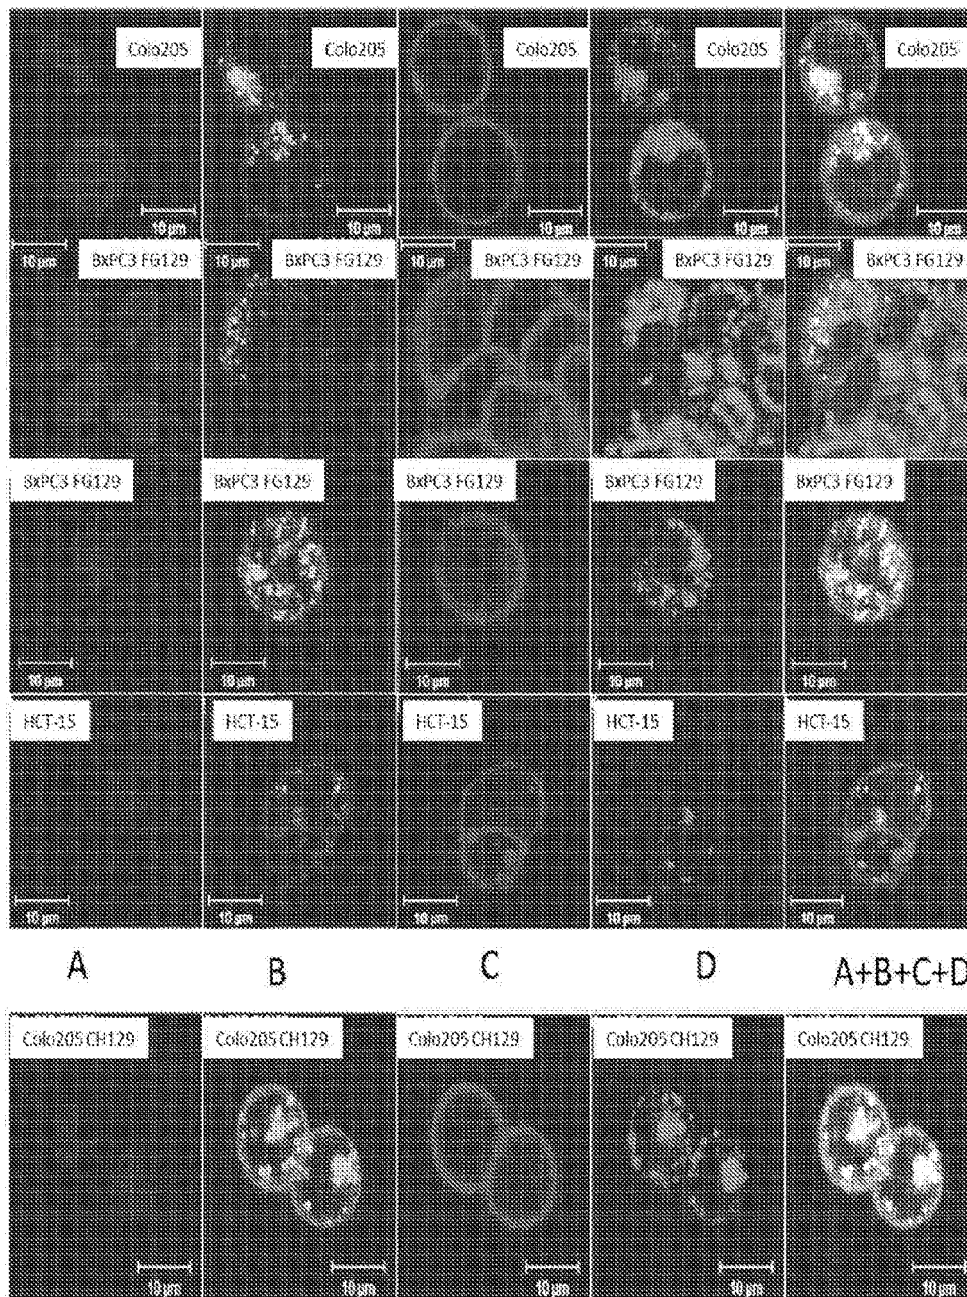 Colo205 Colo205 Colo205 Colo205 Colo205
10 µm 10 µm 10 µm 10 µm 10 µm
10 µm 10 µm 10 µm 10 µm 10 µm
BxPC3 FG129 BxPC3 FG129 BxPC3 FG129 BxPC3 FG129 BxPC3 FG129
BxPC3 FG129 BxPC3 FG129 BxPC3 FG129 BxPC3 FG129 BxPC3 FG129
10 µm 10 µm 10 µm 10 µm 10 µm
HCT-15 HCT-15 HCT-15 HCT-15 HCT-15
10 µm 10 µm 10 µm 10 µm 10 µm
A B C D A+B+C+D
Colo205 CH129 Colo205 CH129 Colo205 CH129 Colo205 CH129 Colo205 CH129
10 µm 10 µm 10 µm 10 µm 10 µm